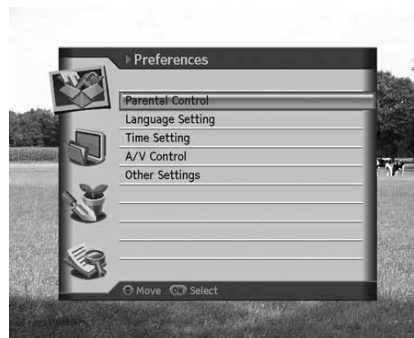 Preferences
Parental Control
Language Setting
Time Setting
A/V Control
Other Settings
Move OK Select